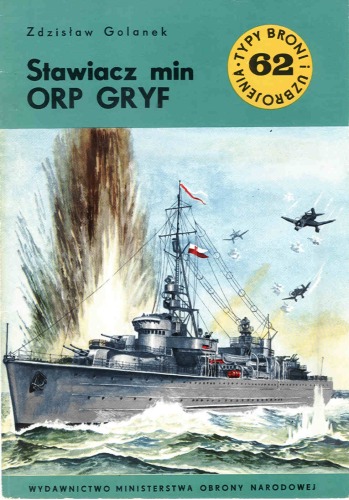 Zdzisław Golanek
Stawiacz min
ORP GRYF
TYPY BRONI i UZBROJENIA
62
WYDAWNICTWO MINISTERSTWA OBRONY NARODOWEJ